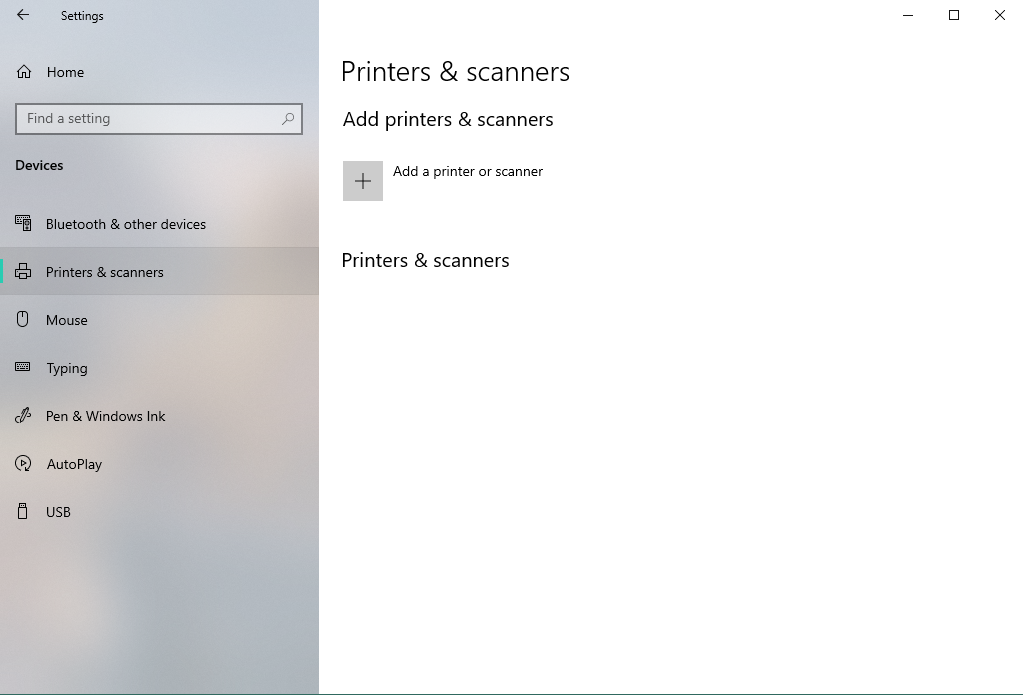 Settings
Home
Find a setting
Devices
Bluetooth & other devices
Printers & scanners
Mouse
Typing
Pen & Windows Ink
AutoPlay
USB
Printers & scanners
Add printers & scanners
Add a printer or scanner
Printers & scanners